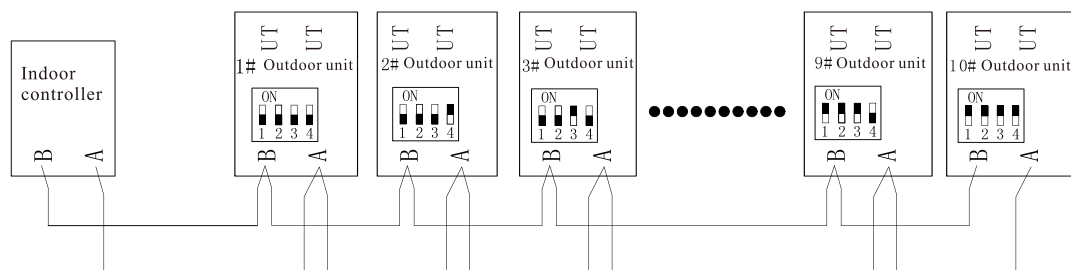 Indoor
controller
B A
UT UT
1# Outdoor unit
ON
1 2 3 4
B A
UT UT
2# Outdoor unit
ON
1 2 3 4
B A
UT UT
3# Outdoor unit
ON
1 2 3 4
B A
UT UT
9# Outdoor unit
ON
1 2 3 4
B A
UT UT
10# Outdoor unit
ON
1 2 3 4
B A